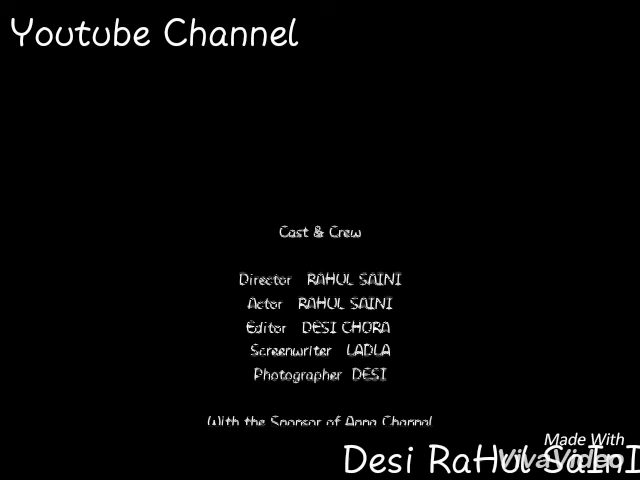 Youtube Channel
Cast & Crew
Director RAHUL SAINI
Actor RAHUL SAINI
Editor DESI CHORA
Screenwriter LADLA
Photographer DESI
With the Sponsor of Channel
Made With
VivaVideo
Desi RaHul SaInI